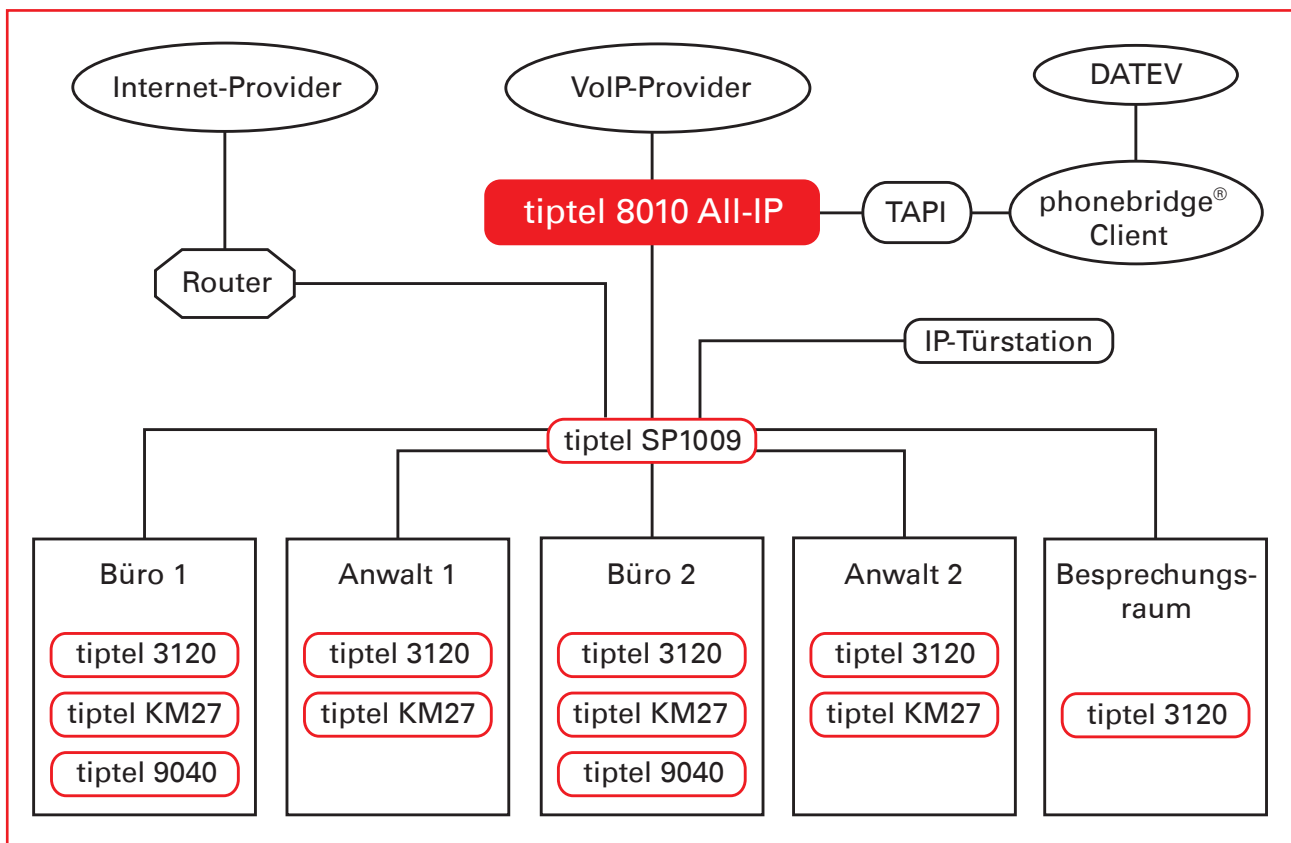 Internet-Provider
VoIP-Provider
DATEV
tiptel 8010 All-IP
TAPI
phonebridge®
Client
Router
IP-Türstation
tiptel SP1009
Büro 1
tiptel 3120
tiptel KM27
tiptel 9040
Anwalt 1
tiptel 3120
tiptel KM27
Büro 2
tiptel 3120
tiptel KM27
tiptel 9040
Anwalt 2
tiptel 3120
tiptel KM27
Besprechungs-
raum
tiptel 3120